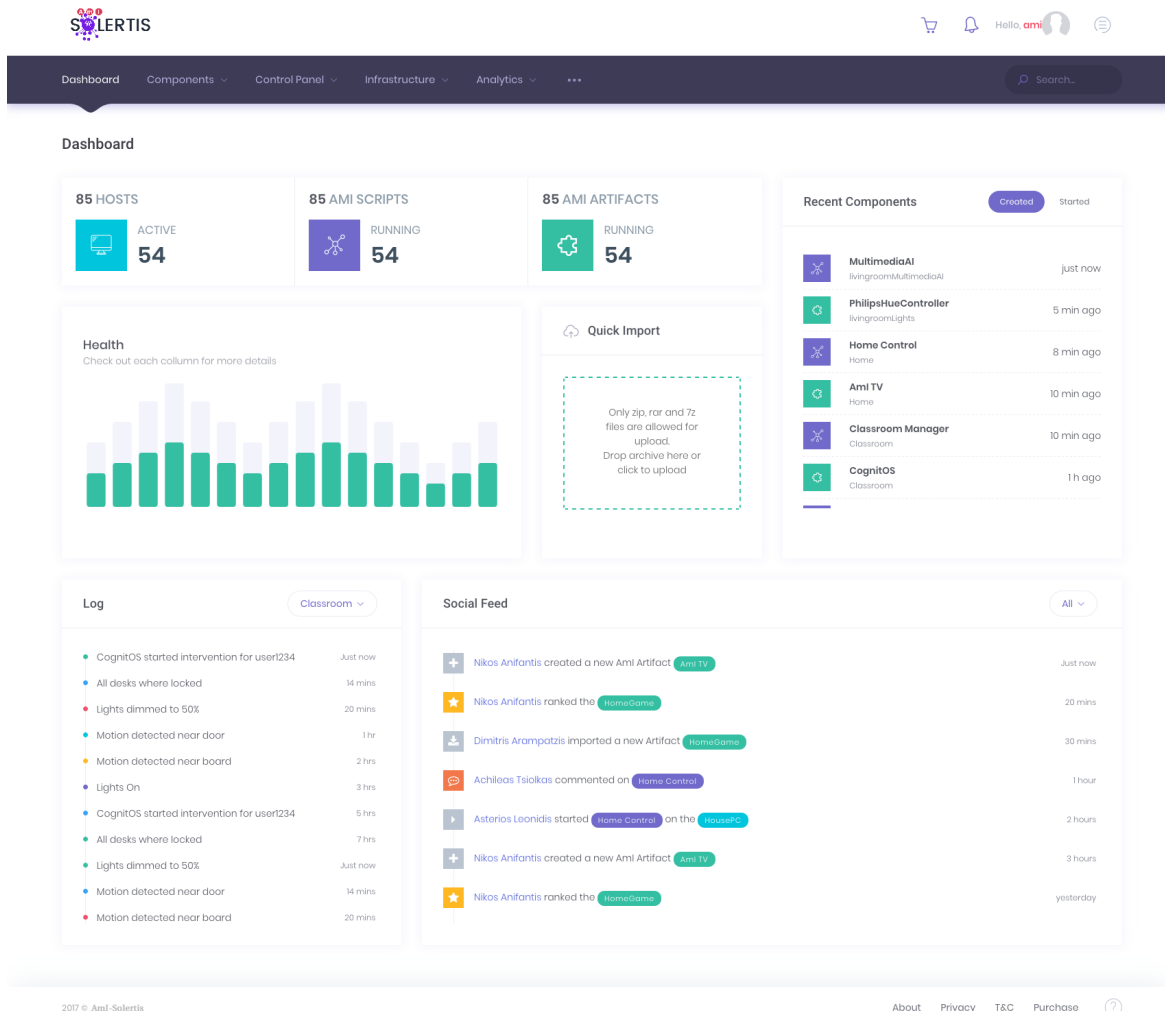 AmI
SOLERTIS
Hello, ami
Dashboard
Components
Control Panel
Infrastructure
Analytics
Search...
Dashboard
85 HOSTS
ACTIVE
54
85 AMI SCRIPTS
RUNNING
54
85 AMI ARTIFACTS
RUNNING
54
Recent Components
Created
Started
MultimediaAI
livingroomMultimediaAI
just now
PhilipsHueController
livingroomLights
5 min ago
Home Control
Home
8 min ago
AmI TV
Home
10 min ago
Classroom Manager
Classroom
10 min ago
CognitOS
Classroom
1 h ago
Health
Check out each collumn for more details
Quick Import
Only zip, rar and 7z
files are allowed for
upload.
Drop archive here or
click to upload
Log
Classroom
CognitOS started intervention for user1234 Just now
All desks where locked 14 mins
Lights dimmed to 50% 20 mins
Motion detected near door 1 hr
Motion detected near board 2 hrs
Lights On 3 hrs
CognitOS started intervention for user1234 5 hrs
All desks where locked 7 hrs
Lights dimmed to 50% Just now
Motion detected near door 14 mins
Motion detected near board 20 mins
Social Feed
All
Nikos Anifantis created a new AmI Artifact AmI TV Just now
Nikos Anifantis ranked the HomeGame 20 mins
Dimitris Arampatzis imported a new Artifact HomeGame 30 mins
Achileas Tsiolkas commented on Home Control 1 hour
Asterios Leonidis started Home Control on the HousePC 2 hours
Nikos Anifantis created a new AmI Artifact AmI TV 3 hours
Nikos Anifantis ranked the HomeGame yesterday
2017 © AmI-Solertis
About
Privacy
T&C
Purchase